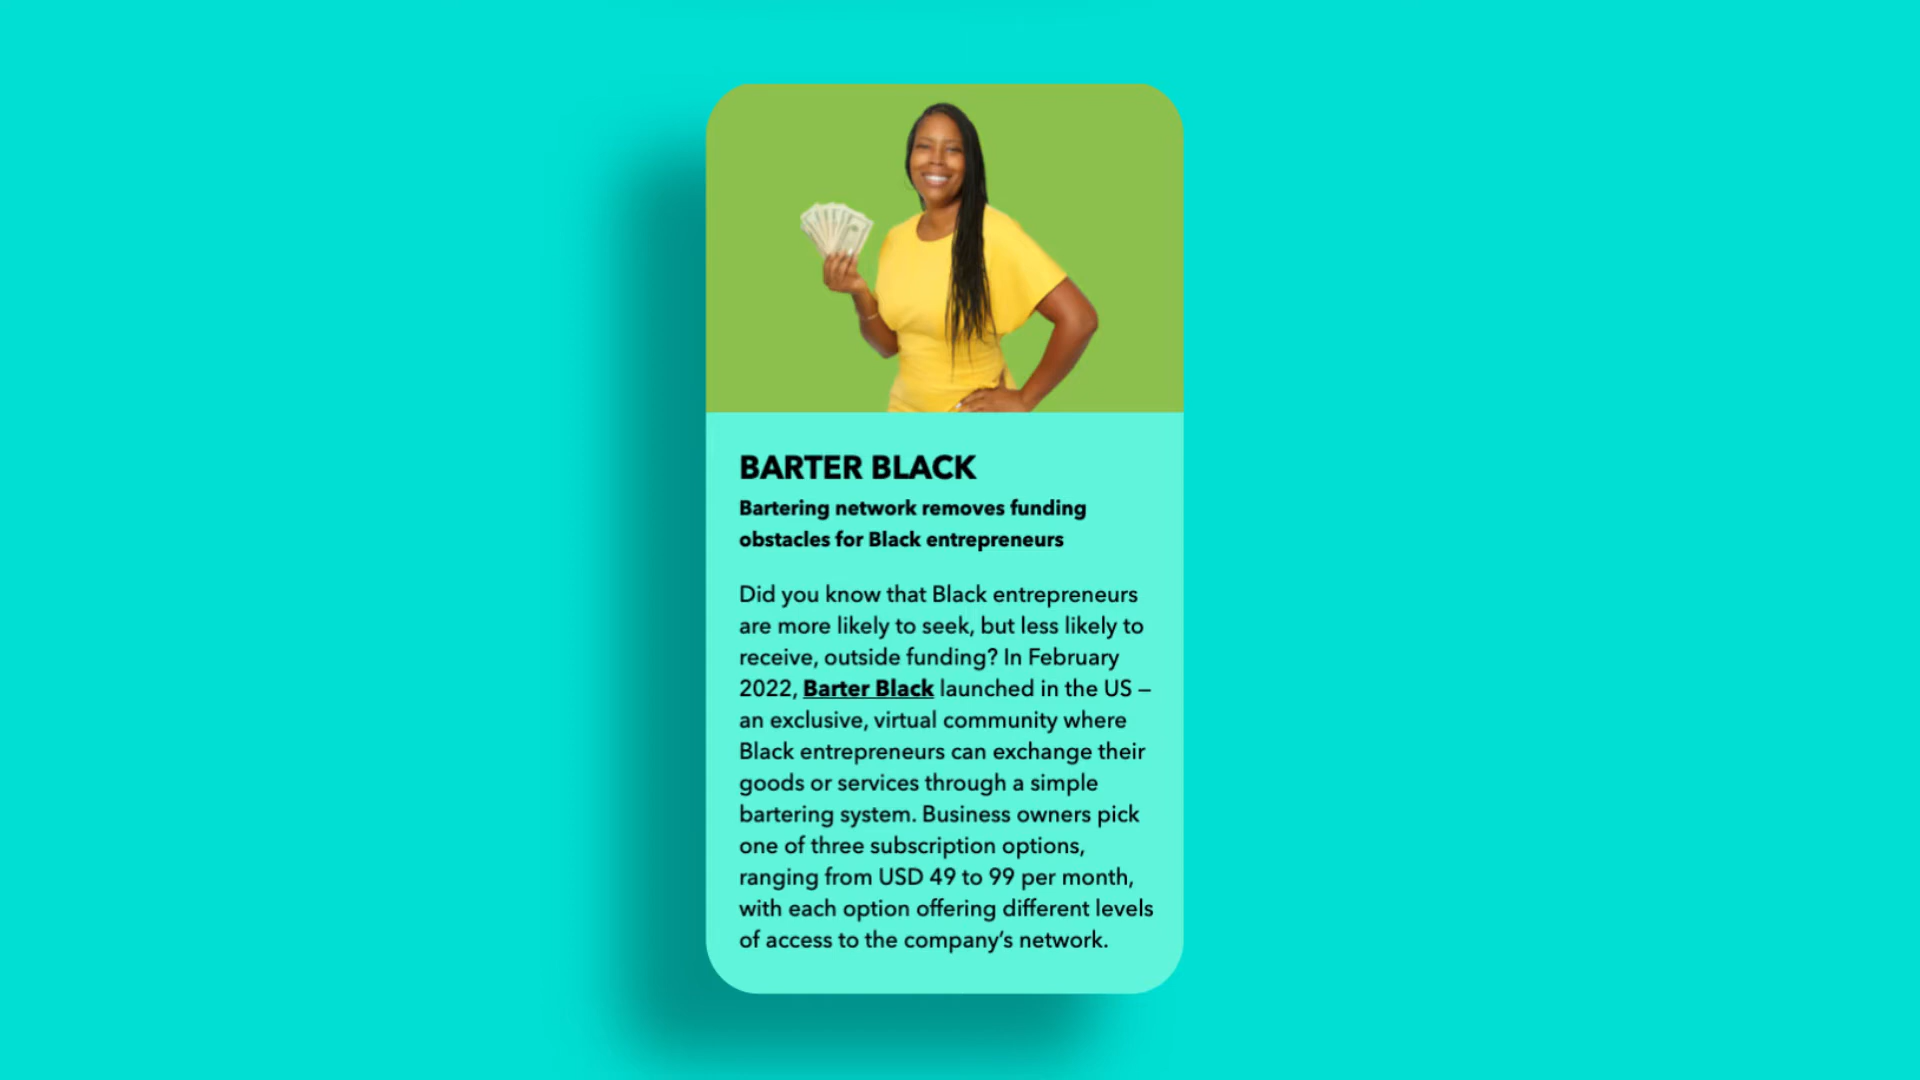 BARTER BLACK
Bartering network removes funding
obstacles for Black entrepreneurs
Did you know that Black entrepreneurs
are more likely to seek, but less likely to
receive, outside funding? In February
2022, Barter Black launched in the US –
an exclusive, virtual community where
Black entrepreneurs can exchange their
goods or services through a simple
bartering system. Business owners pick
one of three subscription options,
ranging from USD 49 to 99 per month,
with each option offering different levels
of access to the company’s network.